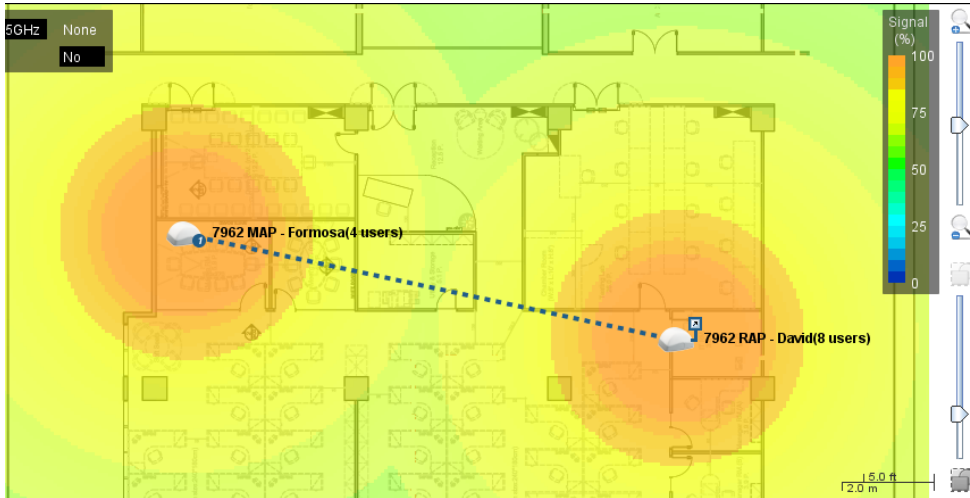 5GHz None
No
Signal
(%)
100
75
50
25
0
7962 MAP - Formosa(4 users)
1
7962 RAP - David(8 users)
5.0 ft
2.0 m